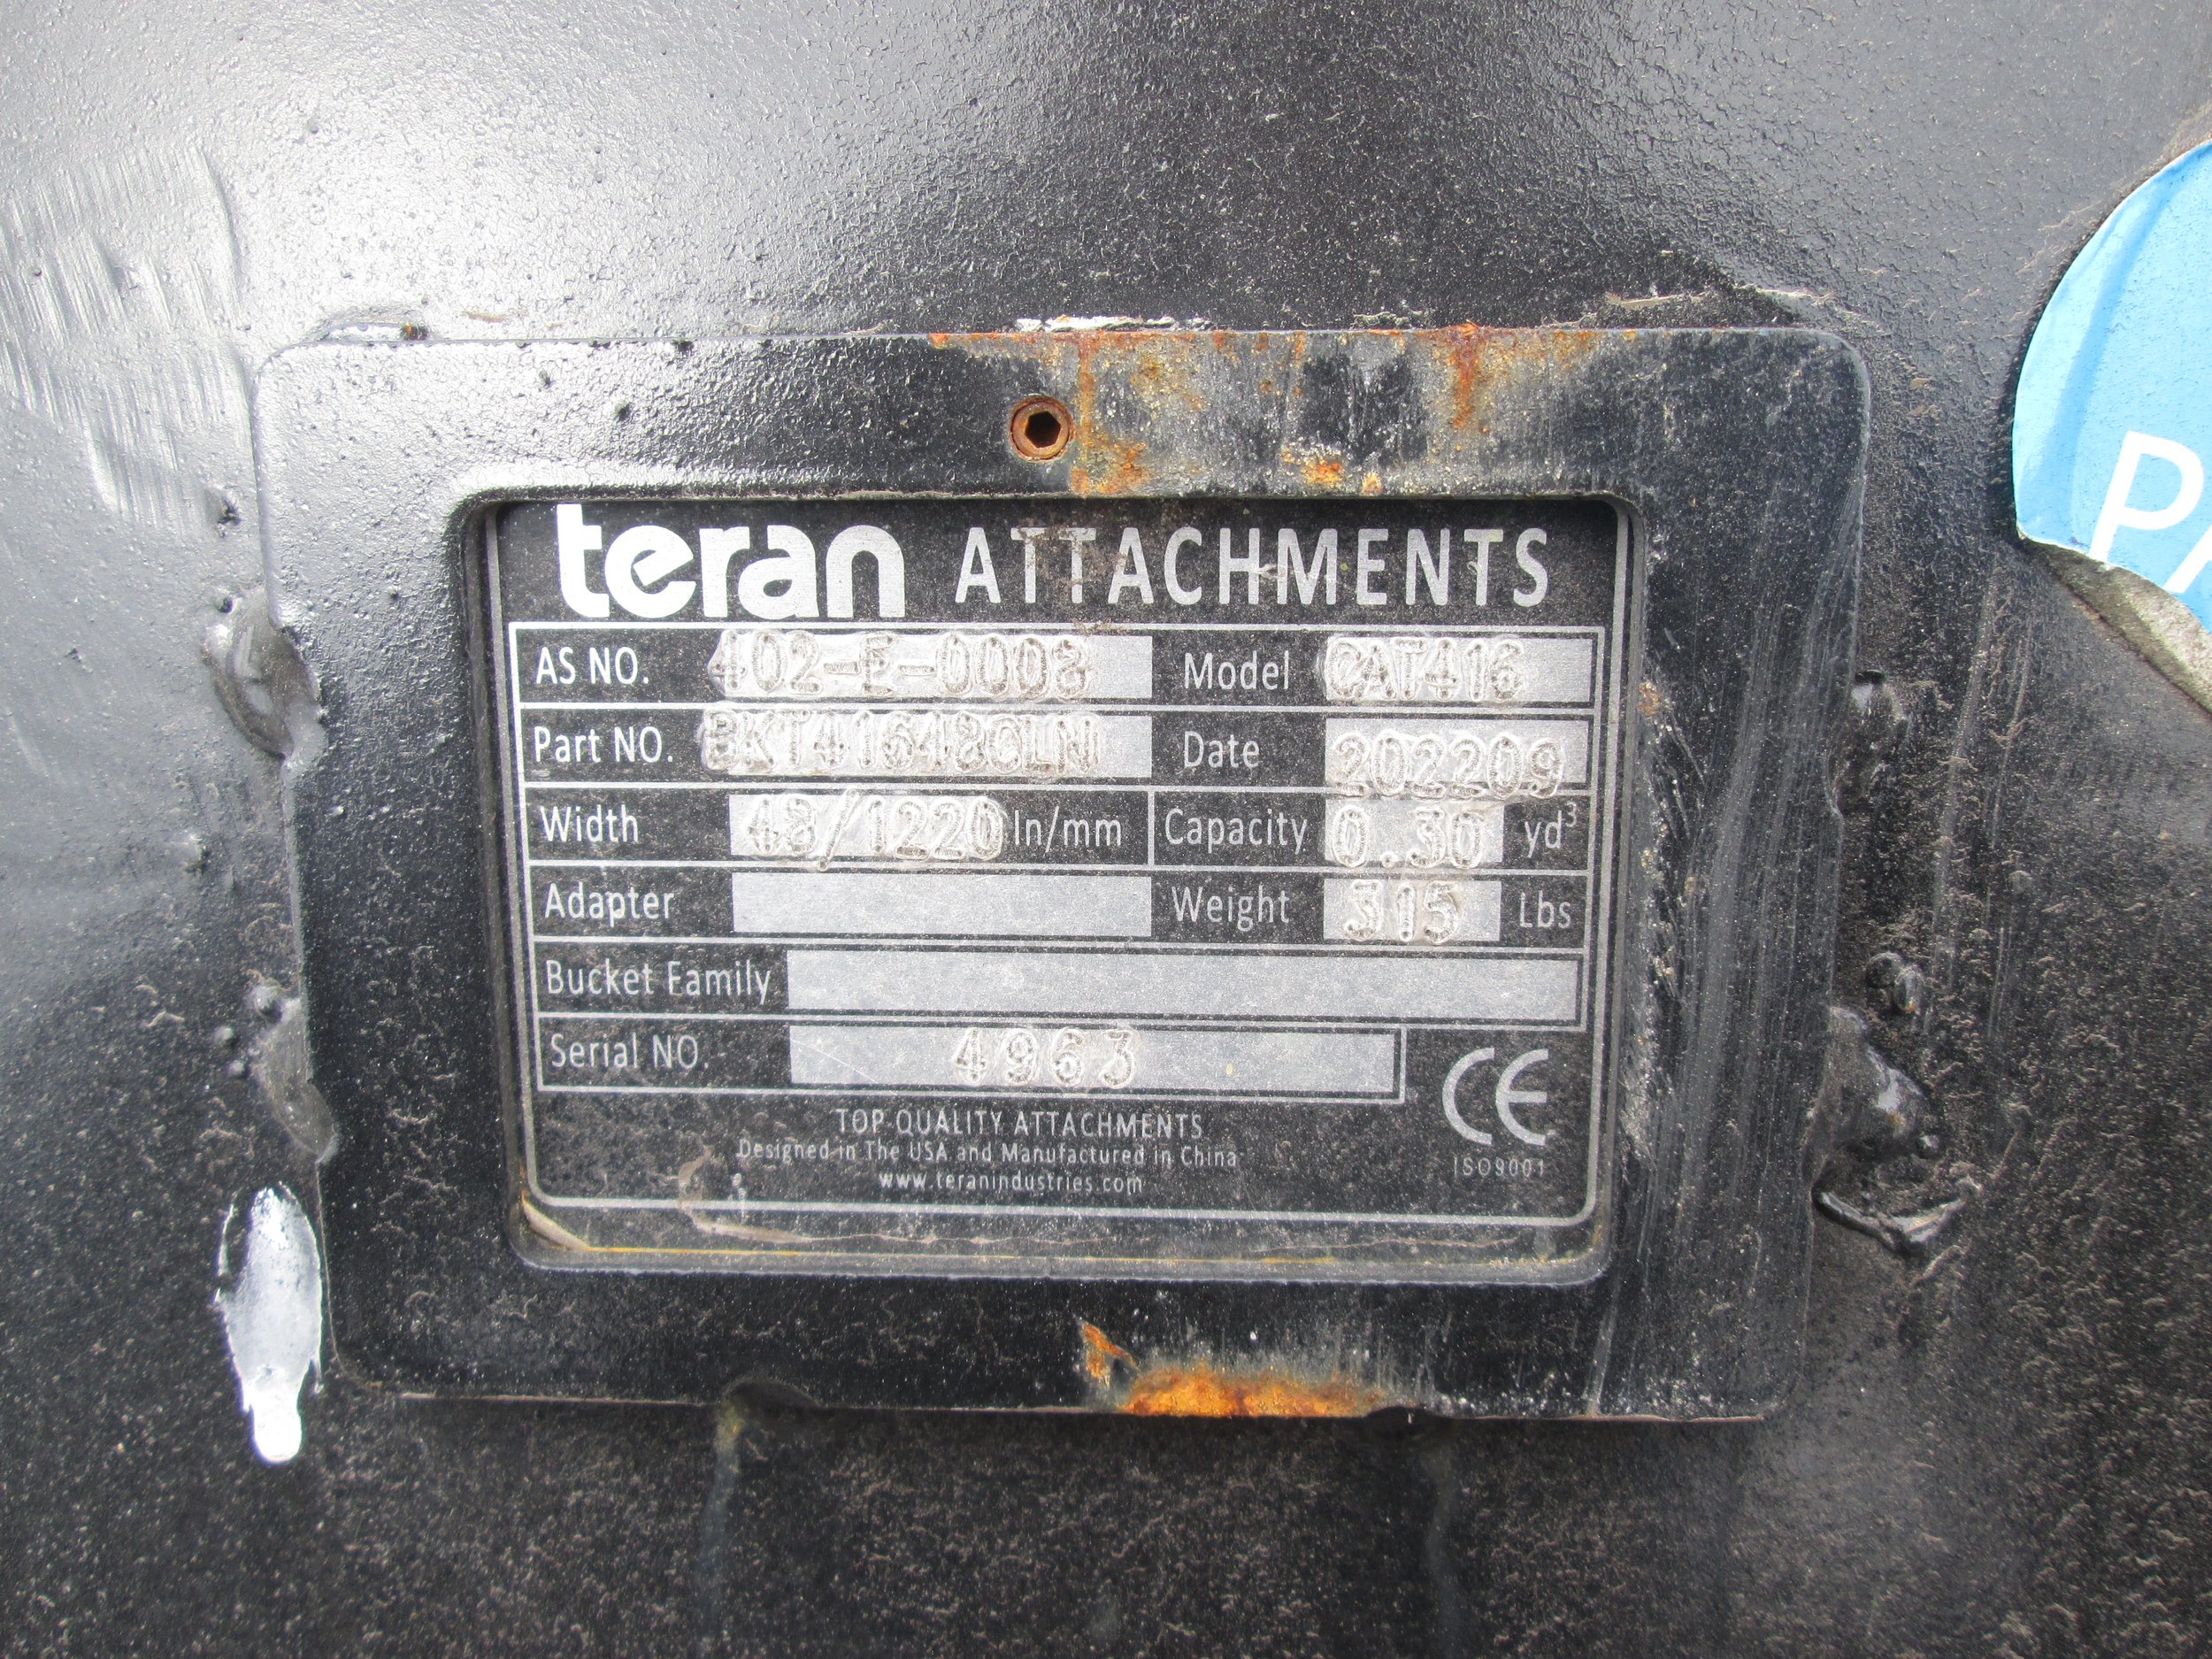 teran ATTACHMENTS
AS NO. 402-E-0008 Model CAT416
Part NO. BKT41648CLN Date 202209
Width 48/1220 In/mm Capacity 0.30 yd³
Adapter Weight 315 Lbs
Bucket Family
Serial NO. 4963
CE
ISO9001
TOP QUALITY ATTACHMENTS
Designed in The USA and Manufactured in China
www.teranindustries.com